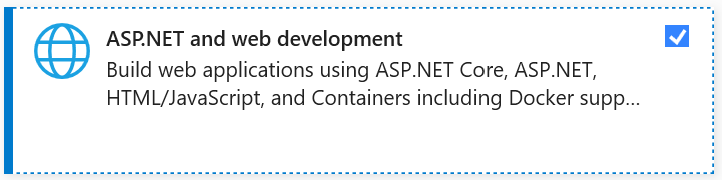 ASP.NET and web development
Build web applications using ASP.NET Core, ASP.NET,
HTML/JavaScript, and Containers including Docker supp...